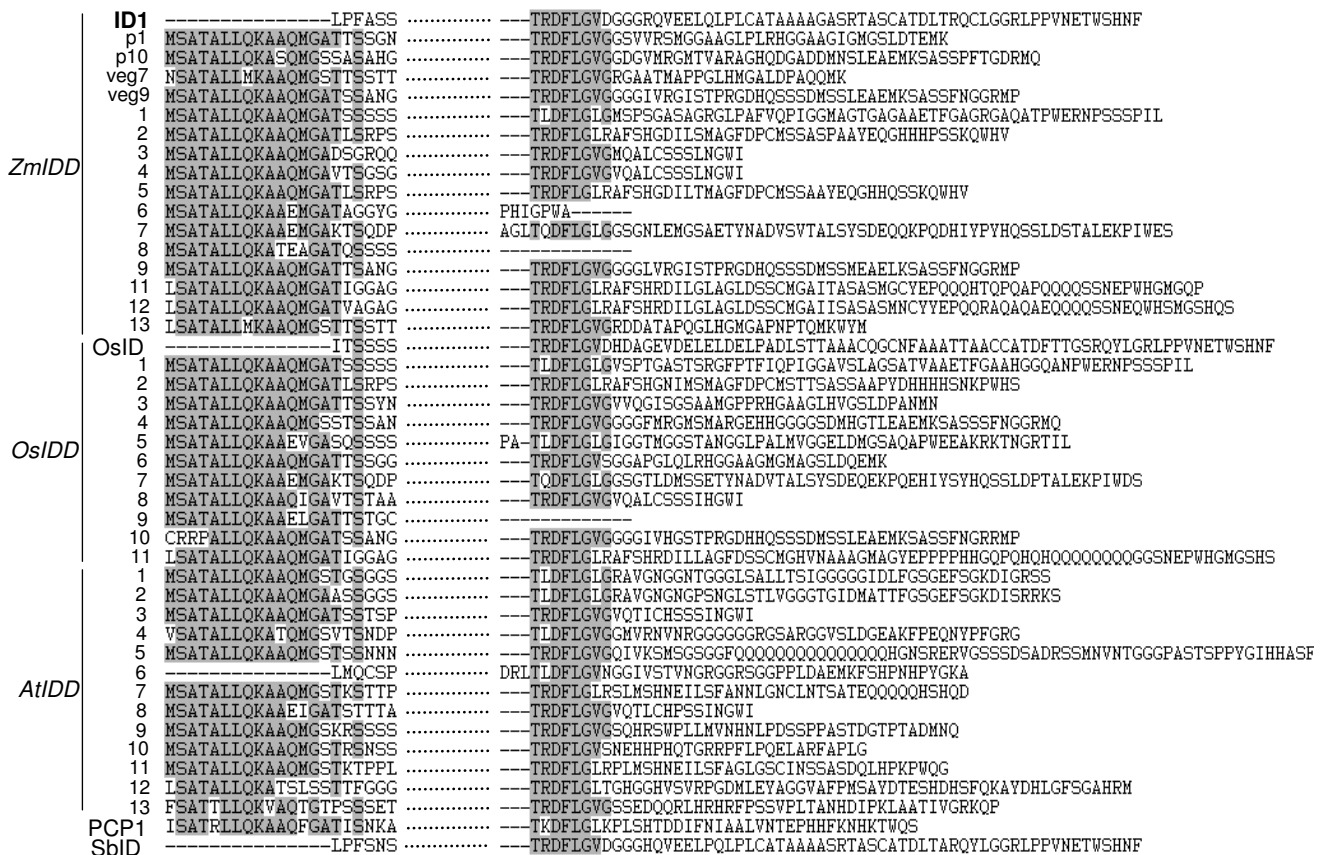 ID1 ----------------LPFASS ............... ---TRDFLGVDGGGRQVEELQLPLCATAAAAGASRTASCATDLTRQCLGGRLPPVNETWSHNF
p1 MSATALLQKAAQMGATTSSGN ............... ---TRDFLGVGGSVVRSMGGAAGLPLRHGGAAGIGMGSLDTEMK
p10 MSATALLQKASQMGSSASAHG ............... ---TRDFLGVGGDGVMRGMTVARAGHQDGADDMNSLEAEMKSASSPFTGDRMQ
veg7 NSATALLMKAAQMGSTTSSTT ............... ---TRDFLGVGRGAATMAPPGLHMGALDPAQQMK
veg9 MSATALLQKAAQMGATSSANG ............... ---TRDFLGVGGGGIVRGISTPRGDHQSSSDMSSLEAEMKSASSFNGGRMP
1 MSATALLQKAAQMGATSSSSS ............... ---TLDFLGLGMSPSGASAGRGLPAFVQPIGGMAGTGAGAAETFGAGRGAQATPWERNPSSSPIL
2 MSATALLQKAAQMGATLSRPS ............... ---TRDFLGLRAFSHGDILSMAGFDPCMSSASPAAYEQGHHHPSSKQWHV
ZmIDD 3 MSATALLQKAAQMGADSGRQQ ............... ---TRDFLGVGMQALCSSSLNGWI
4 MSATALLQKAAQMGAVTSGSG ............... ---TRDFLGVGVQALCSSSLNGWI
5 MSATALLQKAAQMGATLSRPS ............... ---TRDFLGLRAFSHGDILTMAGFDPCMSSAAYEQGHHQSSKQWHV
6 MSATALLQKAAEMGATAGGYG ............... PHIGPWA------
7 MSATALLQKAAEMGAKTSQDP ............... AGLTQDFLGLGGSGNLEMGSAETYNADVSVTALSYSDEQQKPQDHIYPYHQSSLDSTALEKPIWES
8 MSATALLQKATEAGATQSSSS ............... -------------
9 MSATALLQKAAQMGATTSANG ............... ---TRDFLGVGGGGLVRGISTPRGDHQSSSDMSSMEAELKSASSFNGGRMP
11 LSATALLQKAAQMGATIGGAG ............... ---TRDFLGLRAFSHRDILGLAGLDSSCMGAITASASMGCYEPQQQHTQPQAPQQQQSSNEPWHGMGQP
12 LSATALLQKAAQMGATVAGAG ............... ---TRDFLGLRAFSHRDILGLAGLDSSCMGAIISASASMNCYYEPQQRAQAQAEQQQQSSNEQWHSMGSHQS
13 LSATALLMKAAQMGSTTSSTT ............... ---TRDFLGVGRDDATAPQGLHGMGAPNPTQMKWYM
OsID ----------------ITSSSS ............... ---TRDFLGVDHDAGEVDELELDELPADLSTTAAACQGCNFAAATTAACCATDFTTGSRQYLGRLPPVNETWSHNF
1 MSATALLQKAAQMGATSSSSS ............... ---TLDFLGLGVSPTGASTSRGFPTFIQPIGGAVSLAGSATVAAETFGAAHGGQANPWERNPSSSPIL
2 MSATALLQKAAQMGATLSRPS ............... ---TRDFLGLRAFSHGNIMSMAGFDPCMSTTSASSAAPYDHHHHSNKPWHS
3 MSATALLQKAAQMGATTSSYN ............... ---TRDFLGVGVVQGISGSAAMGPPRHGAAGLHVGSLDPANMN
4 MSATALLQKAAQMGSSTSSAN ............... ---TRDFLGVGGGGFMRGMSMARGEHHGGGGSDMHGTLEAEMKSASSSFNGGRMQ
OsIDD 5 MSATALLQKAAEVGASQSSSS ............... PA-TLDFLGLGIGGTMGGSTANGGLPALMVGGELDMGSAQAPWEEAKRKTNGRTIL
6 MSATALLQKAAQMGATTSSGG ............... ---TRDFLGVSGGAPGLQLRHGGAAGMGMAGSLDQEMK
7 MSATALLQKAAEMGAKTSQDP ............... ---TQDFLGLGGSGTLDMSSETYNADVTALSYSDEQEKPQEHIYSYHQSSLDPTALEKPIWDS
8 MSATALLQKAAQIGAVTSTAA ............... ---TRDFLGVGVQALCSSSIHGWI
9 MSATALLQKAAELGATTSTGC ............... -------------
10 CRRPALLQKAAQMGATSSANG ............... ---TRDFLGVGGGGIVHGSTPRGDHHQSSDMSSLEAEMKSASSFNGRRMP
11 LSATALLQKAAQMGATIGGAG ............... ---TRDFLGLRAFSHRDILLAGFDSSCMGHVNAAAGMAGYEPPPPHHGQPQHQHQQQQQQQQGGSNEPWHGMGSHS
1 MSATALLQKAAQMGSTGSGGS ............... ---TLDFLGLGRAVGNGGNTGGGLSALLTSIGGGGGIDLFGSGEFSGKDIGRSS
2 MSATALLQKAAQMGAASSGGS ............... ---TLDFLGLGRAVGNGNGPSNGLSTLVGGGTGIDMATTFGSGEFSGKDISRRKS
3 MSATALLQKAAQMGATSSTSP ............... ---TRDFLGVGVQTICHSSSINGWI
4 VSATALLQKATQMGSVTSNDP ............... ---TLDFLGVGGMVRNVNRGGGGGGRGSARGGVSLDGEAKFPEQNYPFGRG
5 MSATALLQKAAQMGSTSSNNN ............... ---TRDFLGVGQIVKSMSGSGGFQQQQQQQQQQQQQQQHGNSRERVGSSSDSADRSSMNVNTGGGPASTSPPYGIHHASF
6 ----------------LMQCSP ............... DRLTLDFLGVNGGIVSTVNGRGGRSGGPPLDAEMKFSHPNHPYGKA
AtIDD 7 MSATALLQKAAQMGSTKSTTP ............... ---TRDFLGLRSLMSHNEILSFANNLGNCLNTSATEQQQQQHSHQD
8 MSATALLQKAAEIGATSTTTA ............... ---TRDFLGVGVQTLCHPSSINGWI
9 MSATALLQKAAQMGSKRSSSS ............... ---TRDFLGVGSQHRSWPLLMVNHNLPDSSPPASTDGTPTADMNQ
10 MSATALLQKAAQMGSTRSNSS ............... ---TRDFLGVSNEHHPHQTGRRPFLPQELARFAPLG
11 MSATALLQKAAQMGSTKTPPL ............... ---TRDFLGLRPLMSHNEILSFAGLGSCINSSASDQLHPKPWQG
12 LSATALLQKATSLSSTTFGGG ............... ---TRDFLGLTGHGGHVSVRPGDMLEYAGGVAFPMSAYDTESHDHSFQKAYDHLGFSGAHRM
13 FSATTLLQKVAQTGTPSSSET ............... ---TRDFLGVGSSEDQQRLHRHRFPSSVPLTANHDIPKLAATIVGRKQP
PCP1 ISATRLLQKAAQFGATISNKA ............... ---TKDFLGLKPLSHTDDIFNIAALVNTEPHHFKNHKTWQS
SbID ----------------LPFSNS ............... ---TRDFLGVDGGGHQVEELPQLPLCATAAAASRTASCATDLTARQYLGGRLPPVNETWSHNF